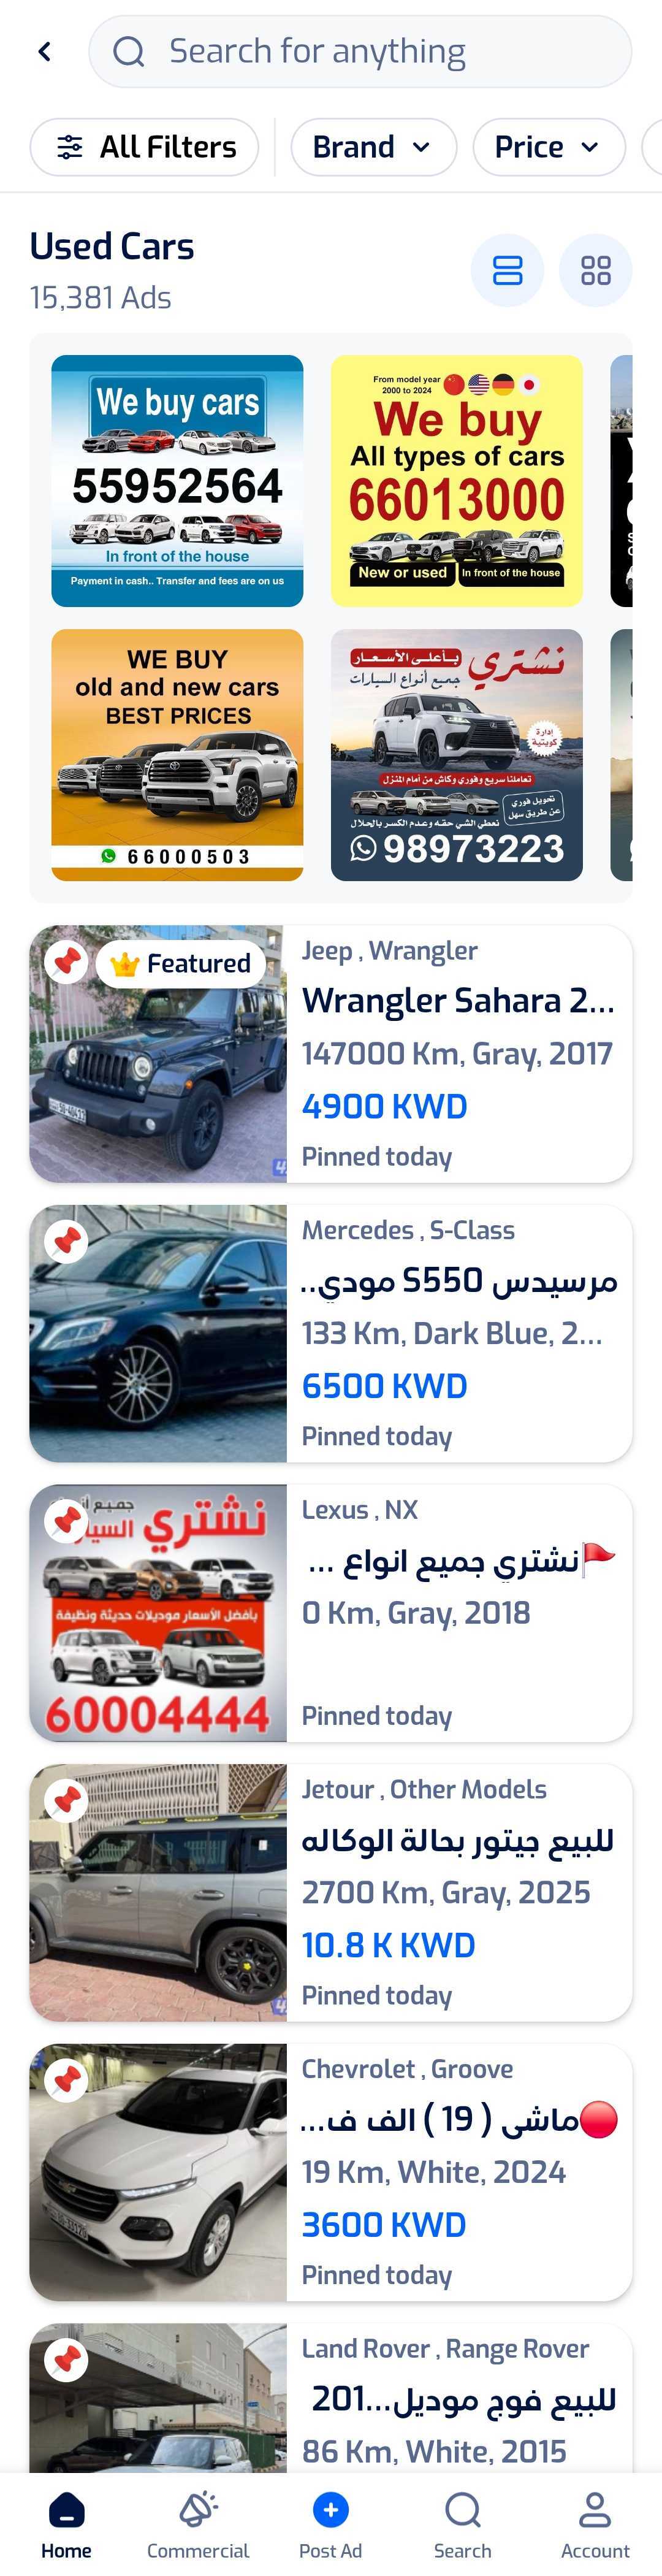 Search for anything
All Filters
Brand
Price
Used Cars
15,381 Ads
We buy cars
55952564
In front of the house
Payment in cash.. Transfer and fees are on us
From model year
2000 to 2024
We buy
All types of cars
66013000
New or used
In front of the house
WE BUY
old and new cars
BEST PRICES
66000503
نشتري
بأعلى الأسعار
جميع أنواع السيارات
إدارة
كويتية
تعاملنا سريع وفوري وكاش من أمام المنزل
تحويل فوري
عن طريق سهل
نعطي الشي حقه وعدم الكسر بالحلال
98973223
Featured
Jeep , Wrangler
Wrangler Sahara 2...
147000 Km, Gray, 2017
4900 KWD
Pinned today
Mercedes , S-Class
مرسيدس S550 مودي..
133 Km, Dark Blue, 2...
6500 KWD
Pinned today
نشتري
جميع أنواع
بأفضل الأسعار موديلات حديثة ونظيفة
60004444
Lexus , NX
🚩نشتري جميع انواع ...
0 Km, Gray, 2018
Pinned today
Jetour , Other Models
للبيع جيتور بحالة الوكاله
2700 Km, Gray, 2025
10.8 K KWD
Pinned today
Chevrolet , Groove
🔴ماشى ( 19 ) الف ف...
19 Km, White, 2024
3600 KWD
Pinned today
Land Rover , Range Rover
للبيع فوج موديل...201
86 Km, White, 2015
Home
Commercial
Post Ad
Search
Account